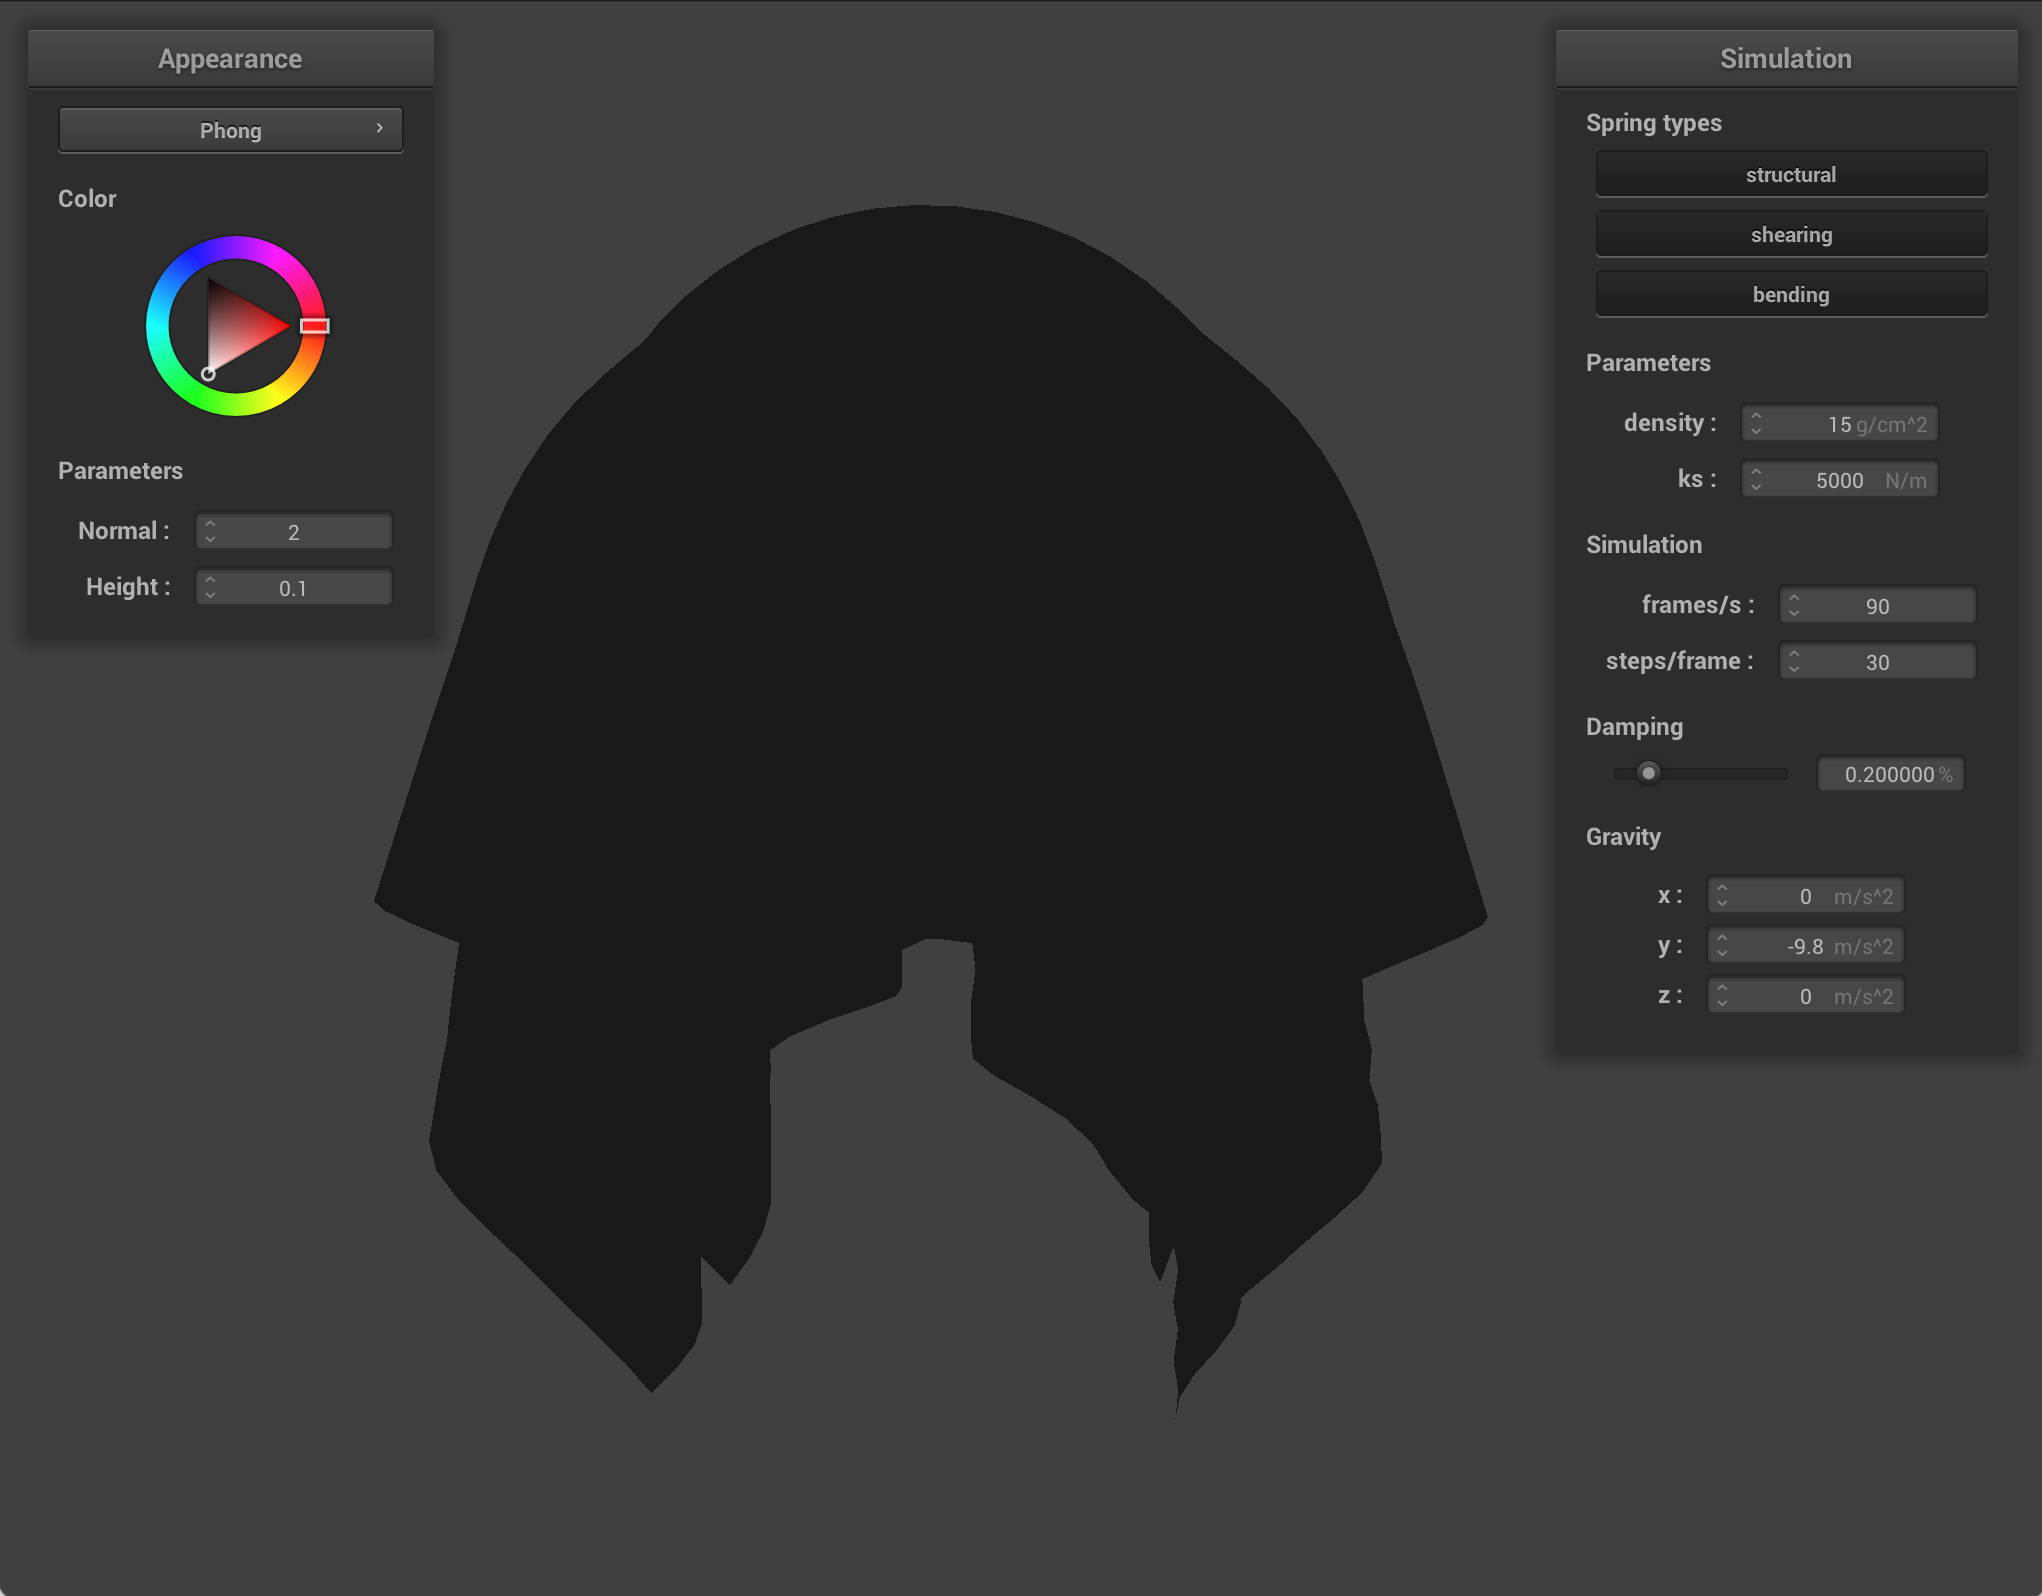 Appearance
Phong
Color
Parameters
Normal : 2
Height : 0.1
Simulation
Spring types
structural
shearing
bending
Parameters
density : 15 g/cm^2
ks : 5000 N/m
Simulation
frames/s : 90
steps/frame : 30
Damping
0.200000 %
Gravity
x : 0 m/s^2
y : -9.8 m/s^2
z : 0 m/s^2